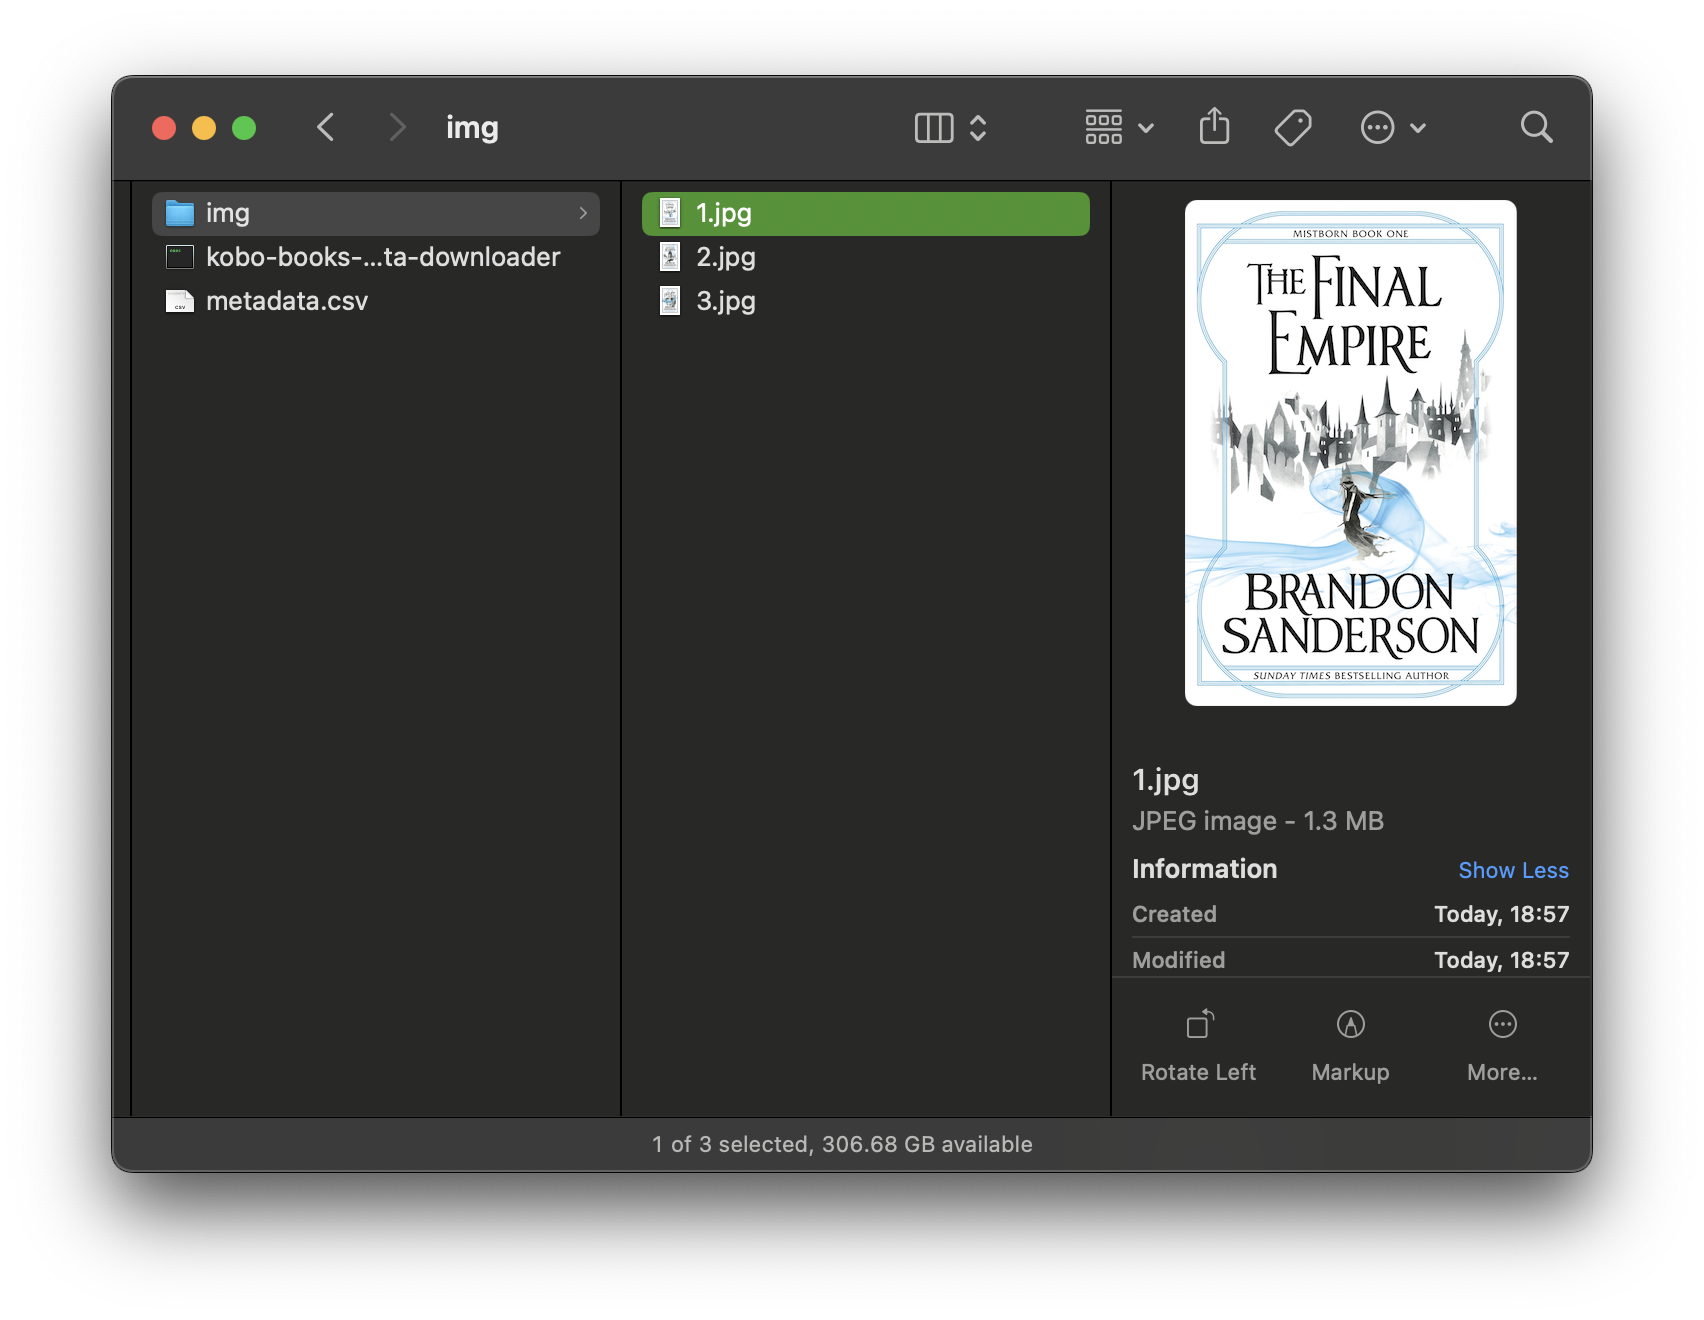 img
img
kobo-books-...ta-downloader
metadata.csv
1.jpg
2.jpg
3.jpg
MISTBORN BOOK ONE
THE FINAL
EMPIRE
BRANDON
SANDERSON
SUNDAY TIMES BESTSELLING AUTHOR
1.jpg
JPEG image - 1.3 MB
Information
Show Less
Created
Today, 18:57
Modified
Today, 18:57
Rotate Left
Markup
More...
1 of 3 selected, 306.68 GB available